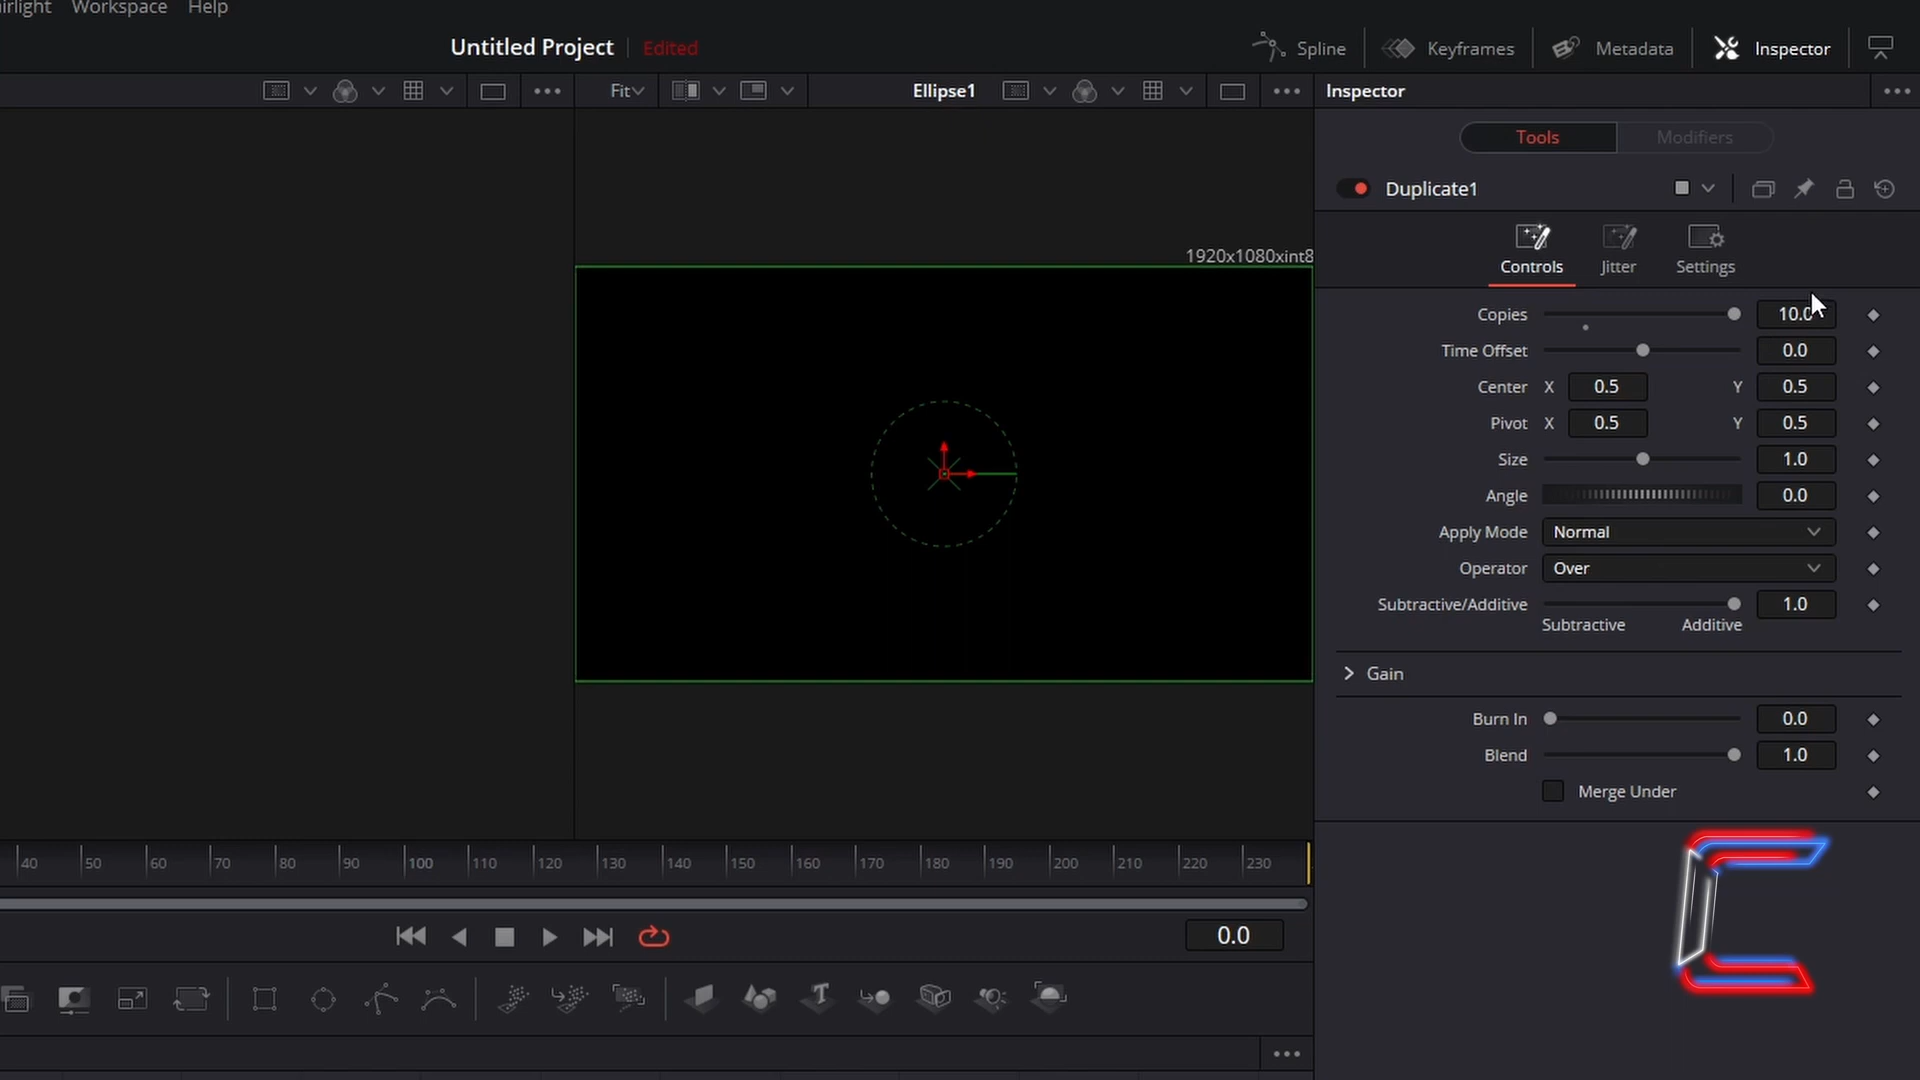 Workspace Help
Untitled Project Edited
Spline Keyframes Metadata Inspector
Fit Ellipse1 Inspector
Tools Modifiers
Duplicate1
1920x1080xint8
Controls Jitter Settings
Copies 10.0
Time Offset 0.0
Center X 0.5 Y 0.5
Pivot X 0.5 Y 0.5
Size 1.0
Angle 0.0
Apply Mode Normal
Operator Over
Subtractive/Additive 1.0
Subtractive Additive
Gain
Burn In 0.0
Blend 1.0
Merge Under
40 50 60 70 80 90 100 110 120 130 140 150 160 170 180 190 200 210 220 230
0.0